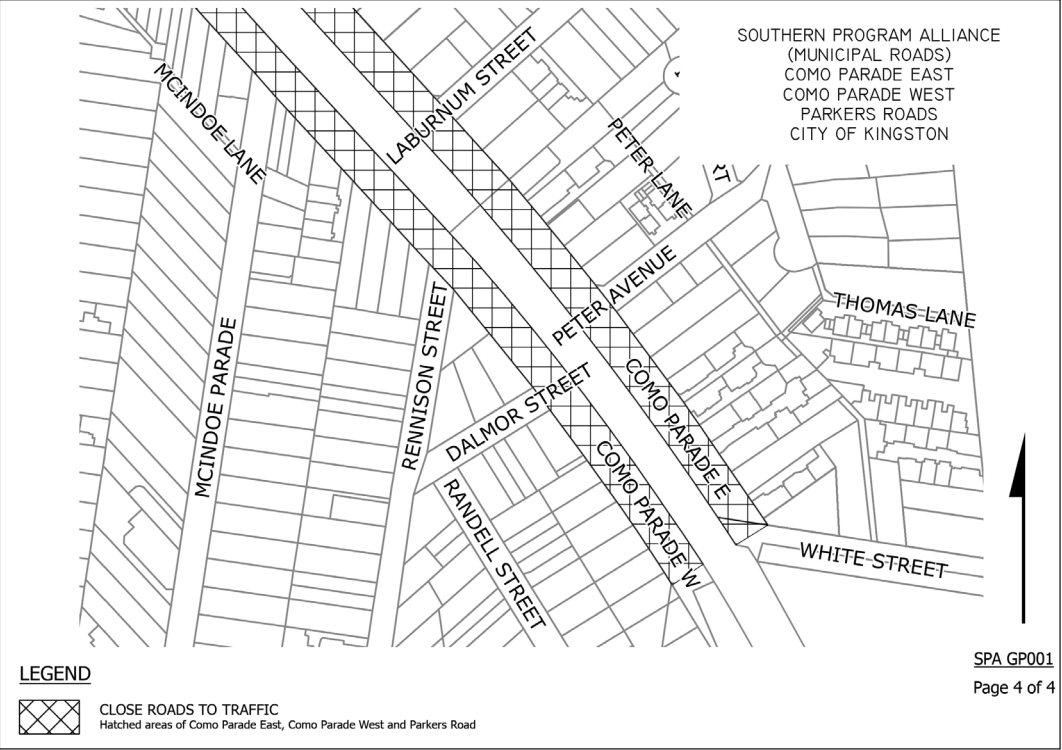 SOUTHERN PROGRAM ALLIANCE
(MUNICIPAL ROADS)
COMO PARADE EAST
COMO PARADE WEST
PARKERS ROADS
CITY OF KINGSTON
MCINDOE LANE
LABURNUM STREET
PETER LANE
RT
PETER AVENUE
THOMAS LANE
MCINDOE PARADE
RENNISON STREET
DALMOR STREET
COMO PARADE E
COMO PARADE W
RANDELL STREET
WHITE STREET
LEGEND
CLOSE ROADS TO TRAFFIC
Hatched areas of Como Parade East, Como Parade West and Parkers Road
SPA GP001
Page 4 of 4